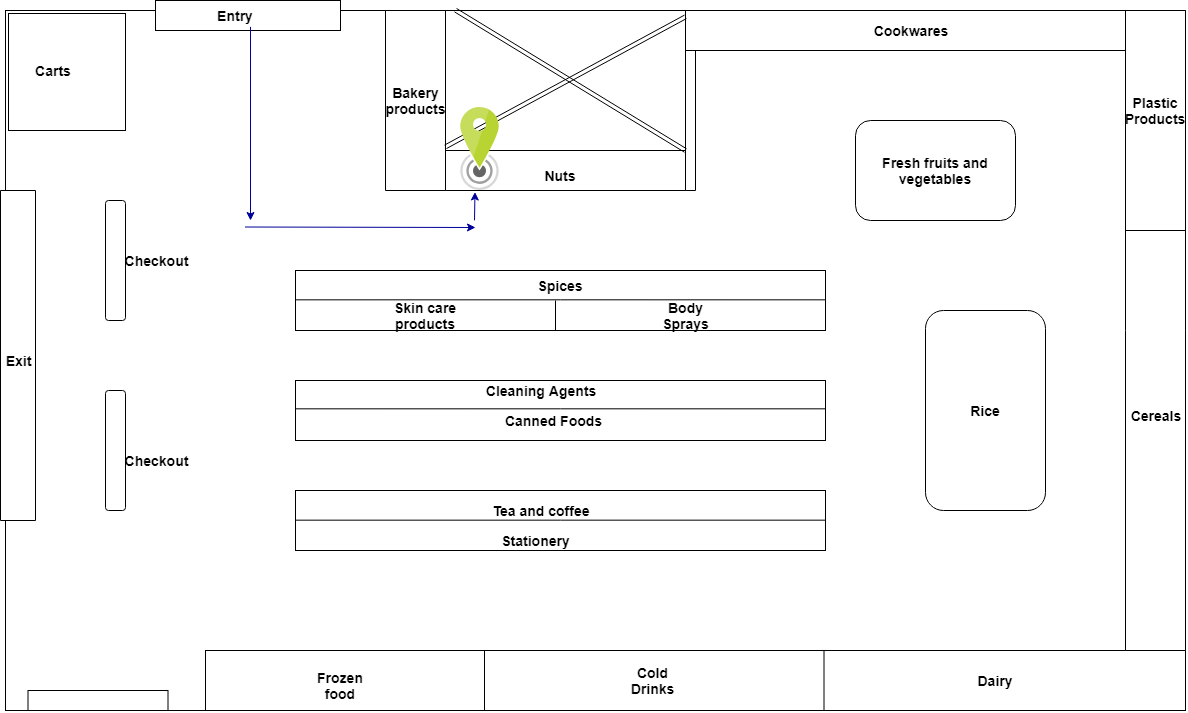 Entry
Carts
Bakery
products
Nuts
Cookwares
Plastic
Products
Fresh fruits and
vegetables
Checkout
Spices
Skin care
products
Body
Sprays
Exit
Cleaning Agents
Canned Foods
Rice
Cereals
Checkout
Tea and coffee
Stationery
Frozen
food
Cold
Drinks
Dairy